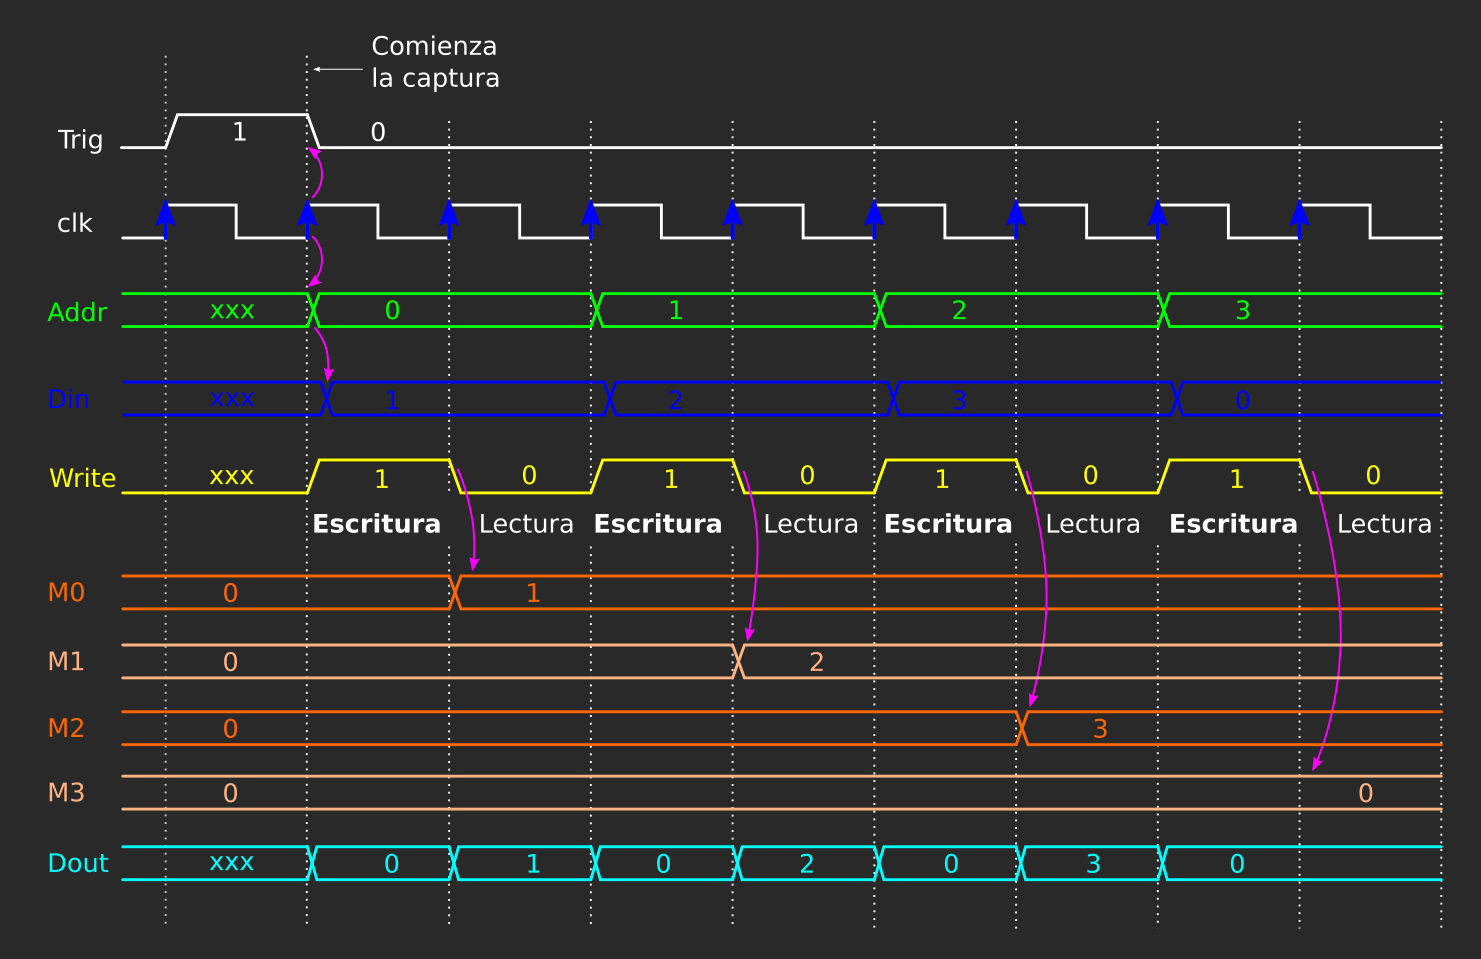 Comienza
la captura
Trig 1 0
clk
Addr xxx 0 1 2 3
Din xxx 1 2 3 0
Write xxx 1 0 1 0 1 0 1 0
Escritura Lectura Escritura Lectura Escritura Lectura Escritura Lectura
M0 0 1
M1 0 2
M2 0 3
M3 0 0
Dout xxx 0 1 0 2 0 3 0